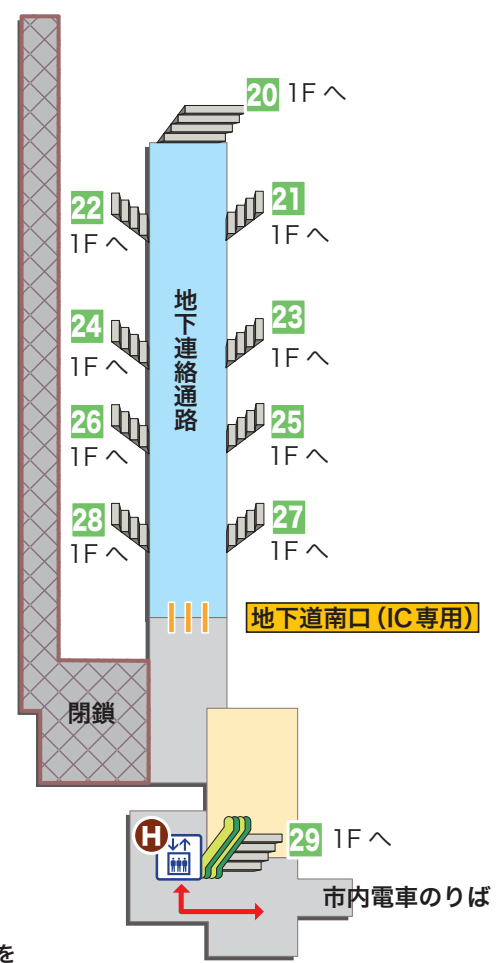 20 1Fへ
22
1Fへ
21
1Fへ
地下連絡通路
24
1Fへ
23
1Fへ
26
1Fへ
25
1Fへ
28
1Fへ
27
1Fへ
地下道南口(IC専用)
閉鎖
H
29 1Fへ
市内電車のりば
を